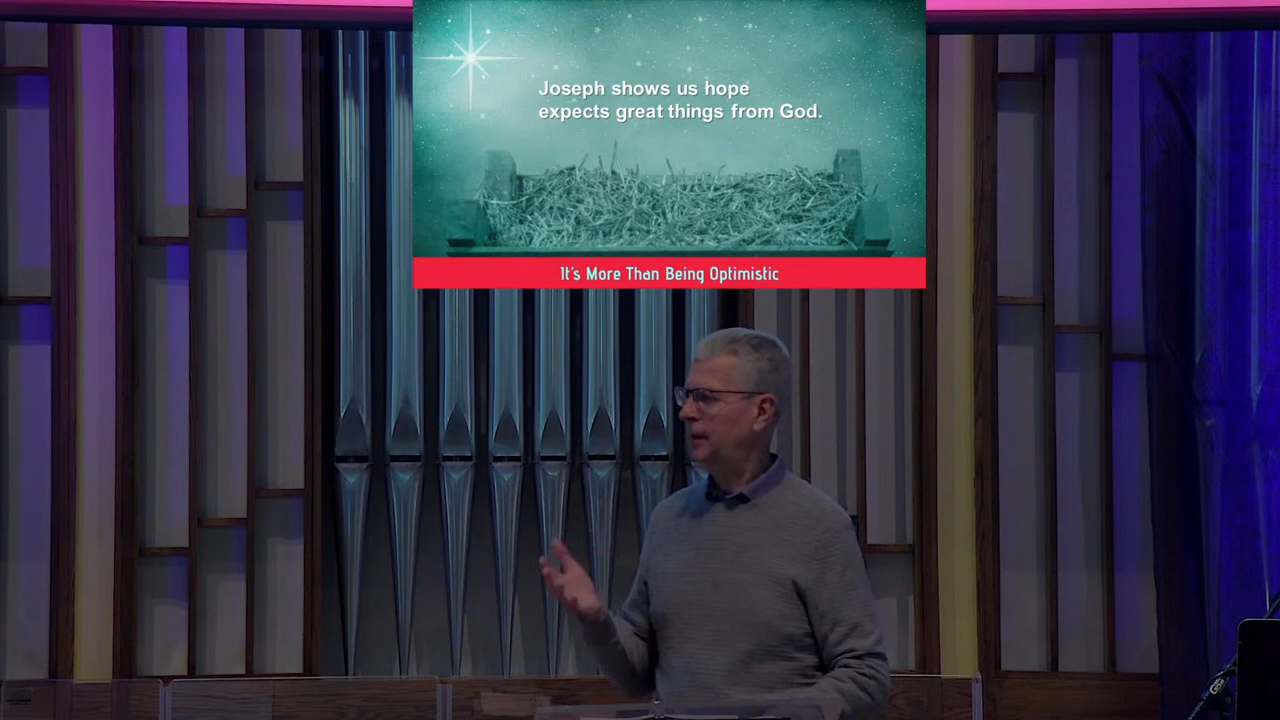 Joseph shows us hope
expects great things from God.
It's More Than Being Optimistic